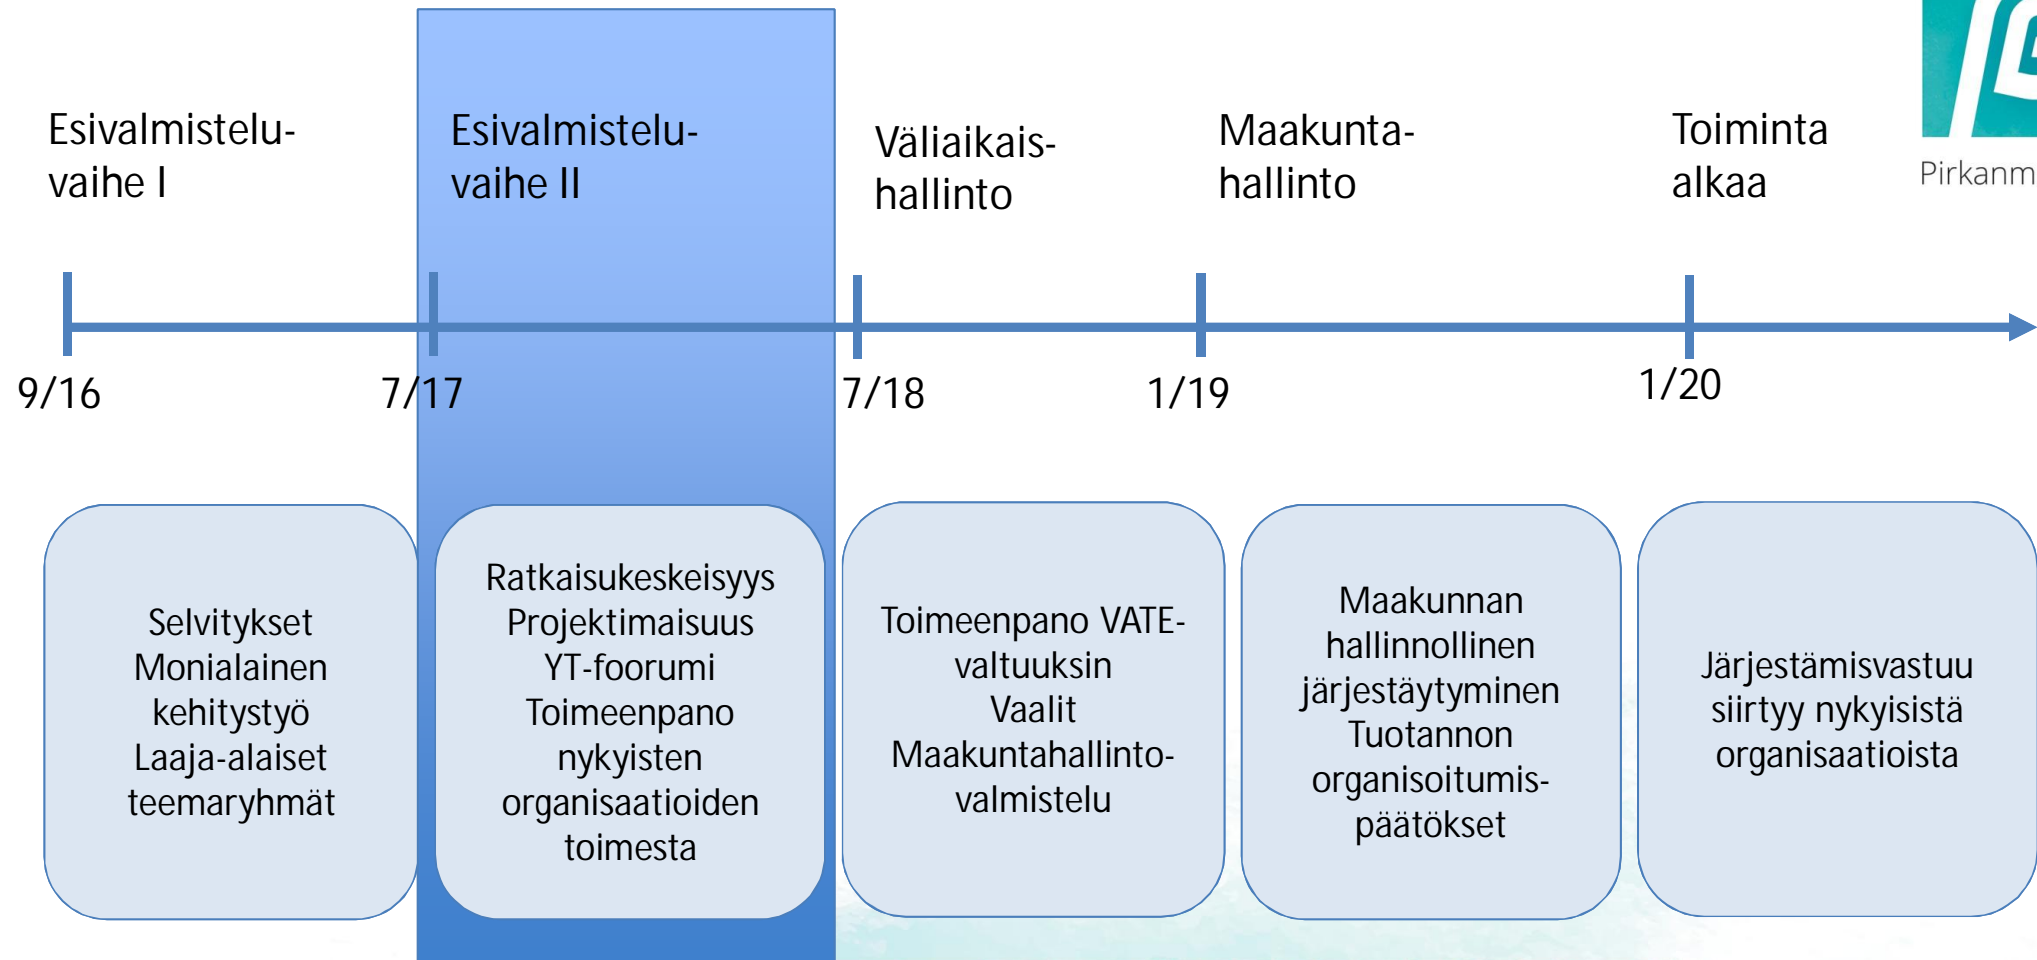 Esivalmistelu-
vaihe I
Esivalmistelu-
vaihe II
Väliaikais-
hallinto
Maakunta-
hallinto
Toiminta
alkaa
Pirkanm
9/16
7/17
7/18
1/19
1/20
Selvitykset
Monialainen
kehitystyö
Laaja-alaiset
teemaryhmät
Ratkaisukeskeisyys
Projektimaisuus
YT-foorumi
Toimeenpano
nykyisten
organisaatioiden
toimesta
Toimeenpano VATE-
valtuuksin
Vaalit
Maakuntahallinto-
valmistelu
Maakunnan
hallinnollinen
järjestäytyminen
Tuotannon
organisoitumis-
päätökset
Järjestämisvastuu
siirtyy nykyisistä
organisaatioista